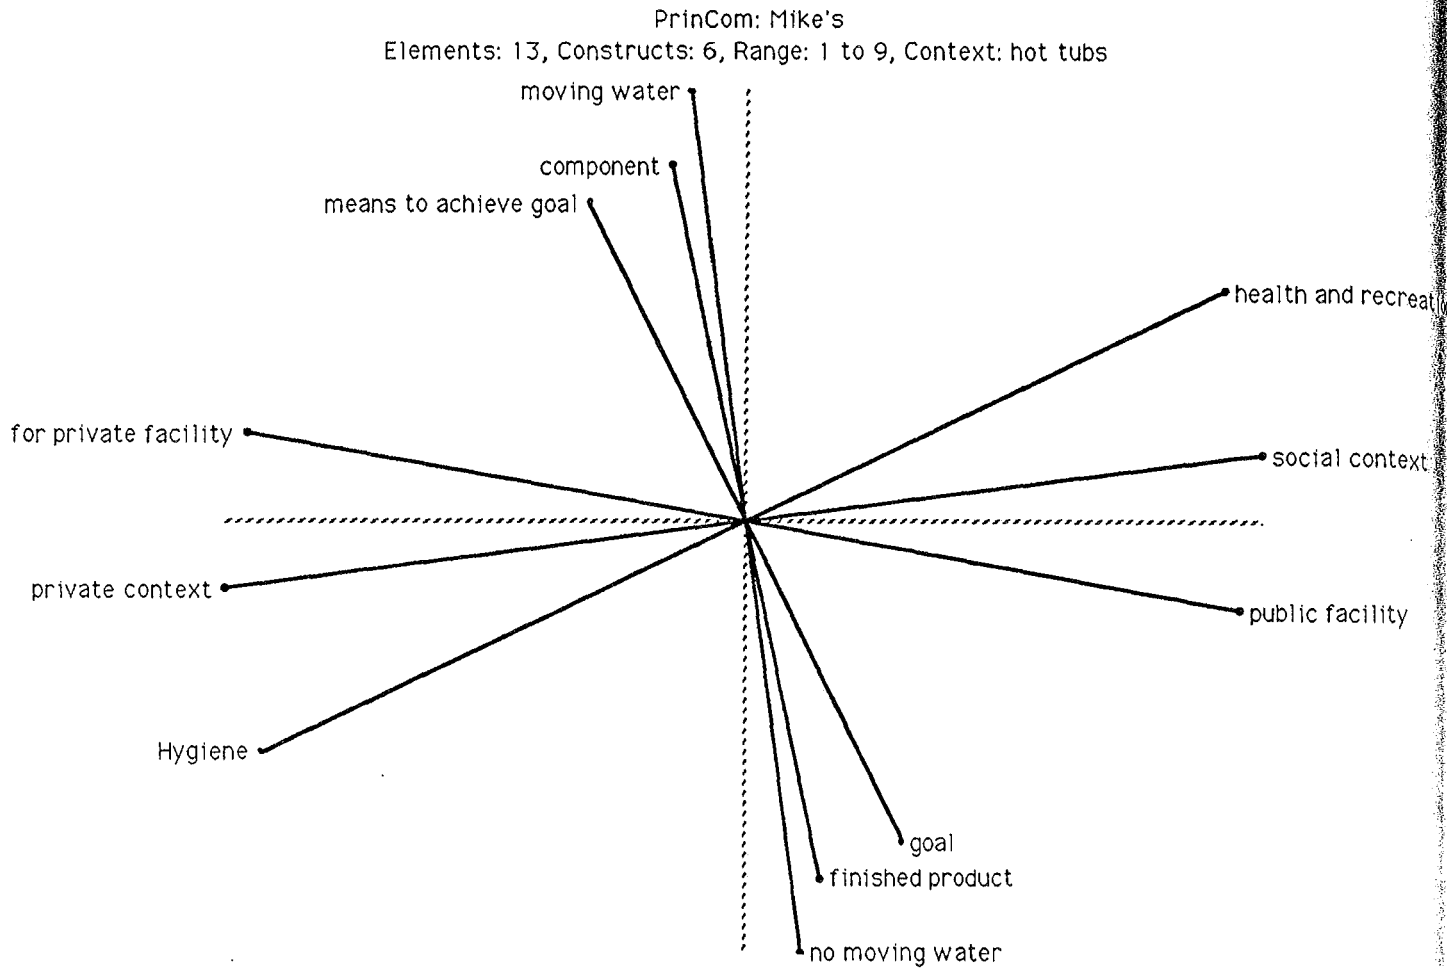 PrinCom: Mike's
Elements: 13, Constructs: 6, Range: 1 to 9, Context: hot tubs
moving water
component
means to achieve goal
health and
for private facility
social context
private context
public facility
Hygiene
goal
finished product
no moving water